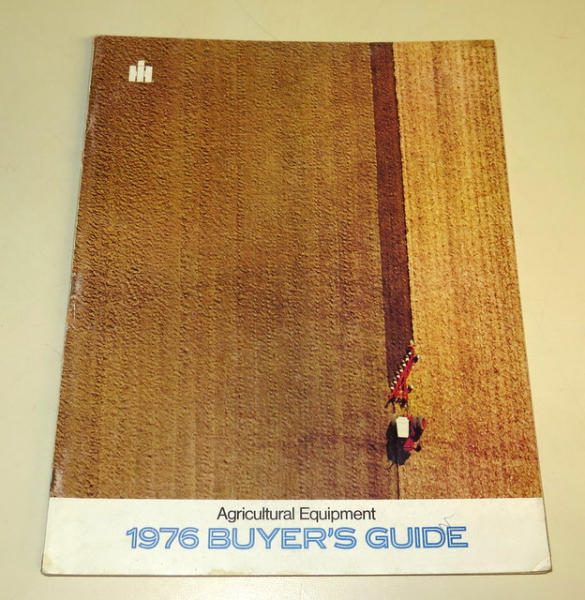 Agricultural Equipment
1976 BUYER'S GUIDE